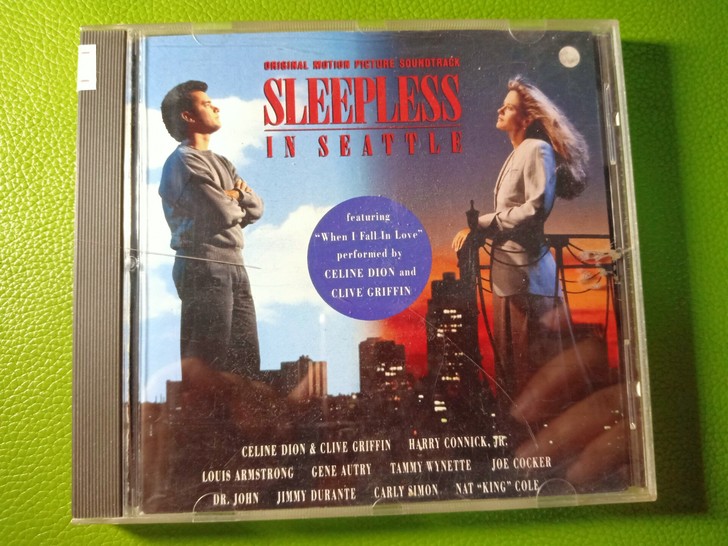 ORIGINAL MOTION PICTURE SOUNDTRACK
SLEEPLESS
IN SEATTLE
featuring
"When I Fall In Love"
performed by
CELINE DION and
CLIVE GRIFFIN
CELINE DION & CLIVE GRIFFIN HARRY CONNICK, JR.
LOUIS ARMSTRONG GENE AUTRY TAMMY WYNETTE JOE COCKER
DR. JOHN JIMMY DURANTE CARLY SIMON NAT "KING" COLE